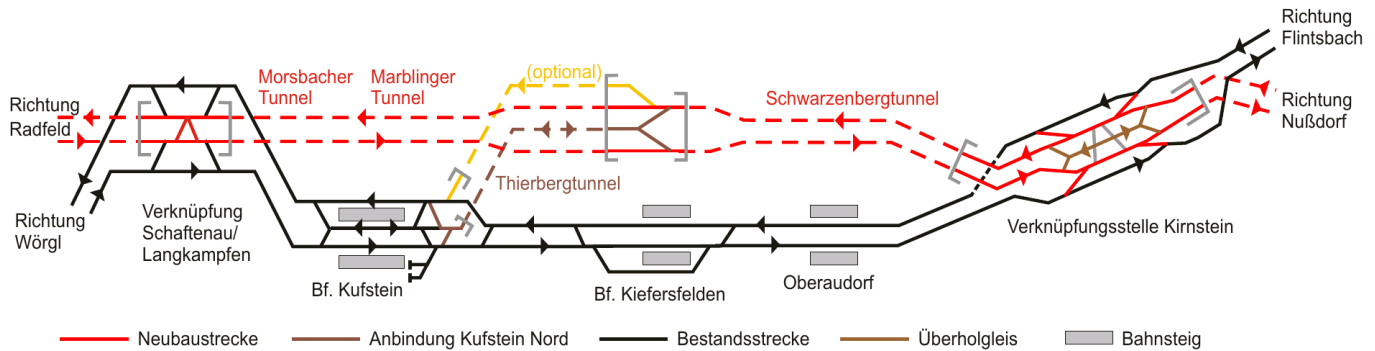 Richtung
Flintsbach
(optional)
Morsbacher
Tunnel
Marblinger
Tunnel
Schwarzenbergtunnel
Richtung
Radfeld
Richtung
Nußdorf
Thierbergtunnel
Richtung
Wörgl
Verknüpfung
Schaftenau/
Langkampfen
Verknüpfungsstelle Kirnstein
Bf. Kufstein
Bf. Kiefersfelden
Oberaudorf
Neubaustrecke
Anbindung Kufstein Nord
Bestandsstrecke
Überholgleis
Bahnsteig